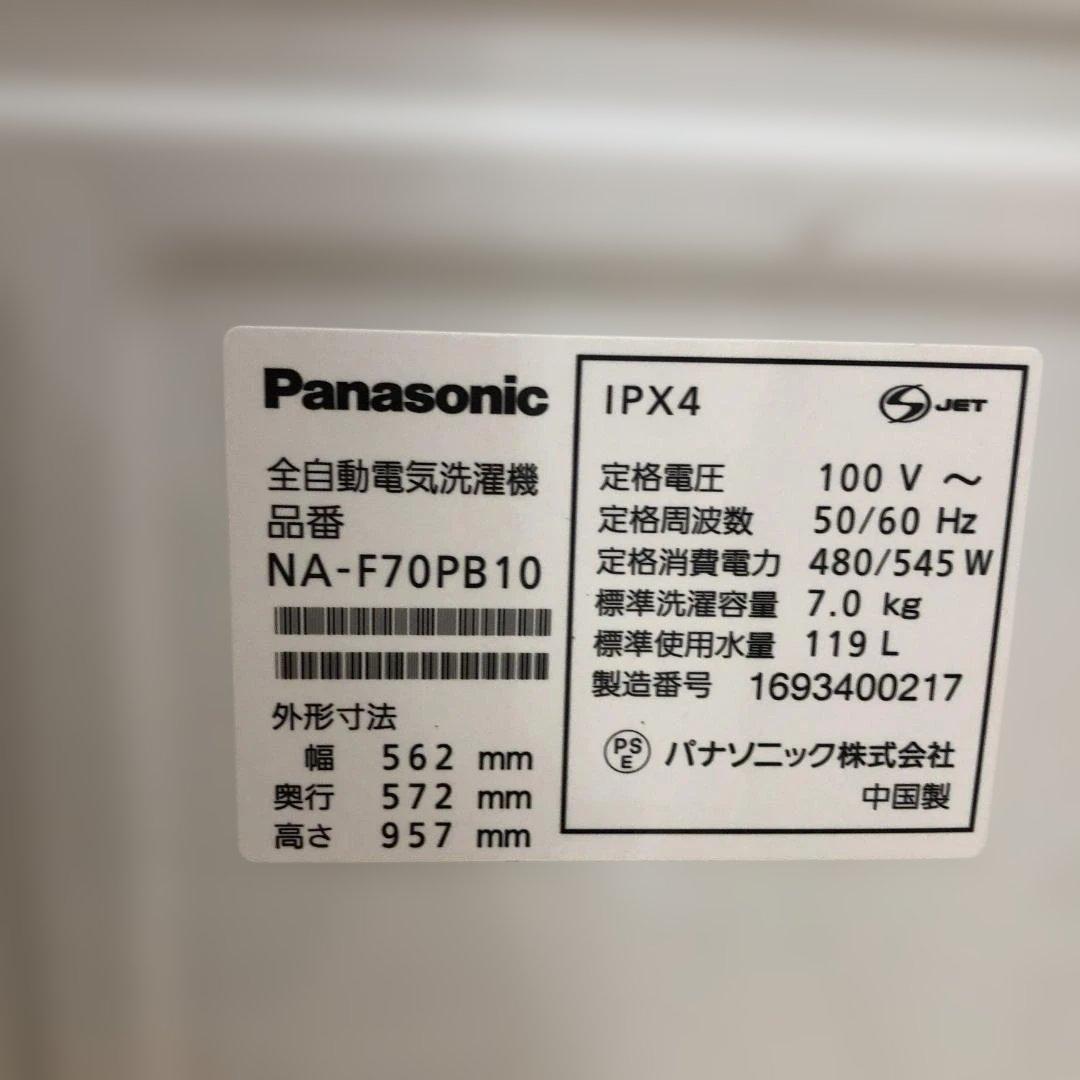 Panasonic
全自動電気洗濯機
品番
NA-F70PB10
外形寸法
幅 562 mm
奥行 572 mm
高さ 957 mm
IPX4
JET
定格電圧 100 V ～
定格周波数 50/60 Hz
定格消費電力 480/545 W
標準洗濯容量 7.0 kg
標準使用水量 119 L
製造番号 1693400217
PSE パナソニック株式会社
中国製